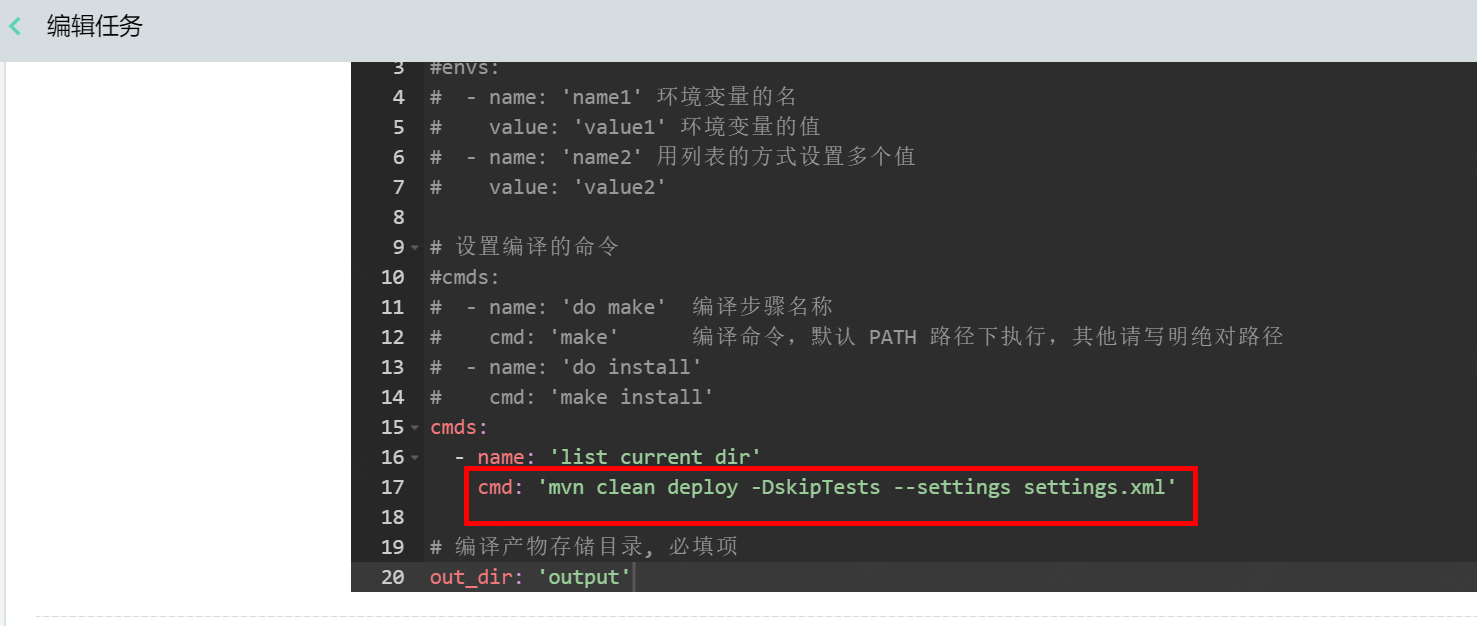 编辑任务
3 #envs:
4 #  - name: 'name1' 环境变量的名
5 #    value: 'value1' 环境变量的值
6 #  - name: 'name2' 用列表的方式设置多个值
7 #    value: 'value2'
8
9 # 设置编译的命令
10 #cmds:
11 #  - name: 'do make'  编译步骤名称
12 #    cmd: 'make'      编译命令，默认 PATH 路径下执行，其他请写明绝对路径
13 #  - name: 'do install'
14 #    cmd: 'make install'
15 cmds:
16   - name: 'list current dir'
17     cmd: 'mvn clean deploy -DskipTests --settings settings.xml'
18
19 # 编译产物存储目录, 必填项
20 out_dir: 'output'